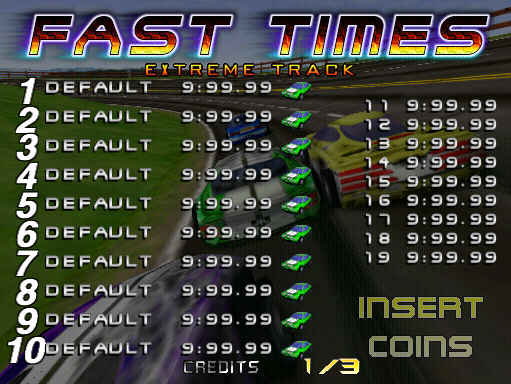 FAST TIMES
EXTREME TRACK
1 DEFAULT 9:99.99
2 DEFAULT 9:99.99
3 DEFAULT 9:99.99
4 DEFAULT 9:99.99
5 DEFAULT 9:99.99
6 DEFAULT 9:99.99
7 DEFAULT 9:99.99
8 DEFAULT 9:99.99
9 DEFAULT 9:99.99
10 DEFAULT 9:99.99
11 9:99.99
12 9:99.99
13 9:99.99
14 9:99.99
15 9:99.99
16 9:99.99
17 9:99.99
18 9:99.99
19 9:99.99
INSERT
COINS
CREDITS 1/3